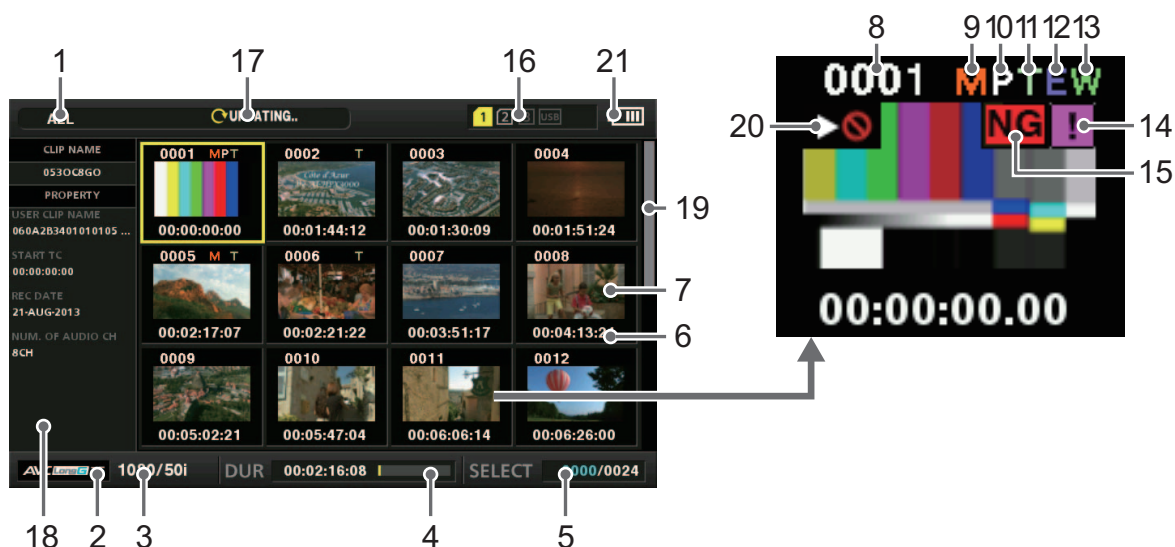 1
17
16
21
ALL
UPDATING..
1
2
USB
CLIP NAME
053OC8GO
PROPERTY
USER CLIP NAME
060A2B3401010105 ...
START TC
00:00:00:00
REC DATE
21-AUG-2013
NUM. OF AUDIO CH
8CH
0001 MPT
00:00:00:00
0002 T
Côte d'Azur
00:01:44:12
0003
00:01:30:09
0004
00:01:51:24
0005 M T
00:02:17:07
0006 T
00:02:21:22
0007
00:03:51:17
0008
00:04:13:24
0009
00:05:02:21
0010
00:05:47:04
0011
00:06:06:14
0012
00:06:26:00
19
7
6
AVC LongG
1080/50i
DUR 00:02:16:08
SELECT 0000/0024
18
2
3
4
5
8
9
10
11
12
13
0001 MPTEW
20
NG
!
14
15
00:00:00.00